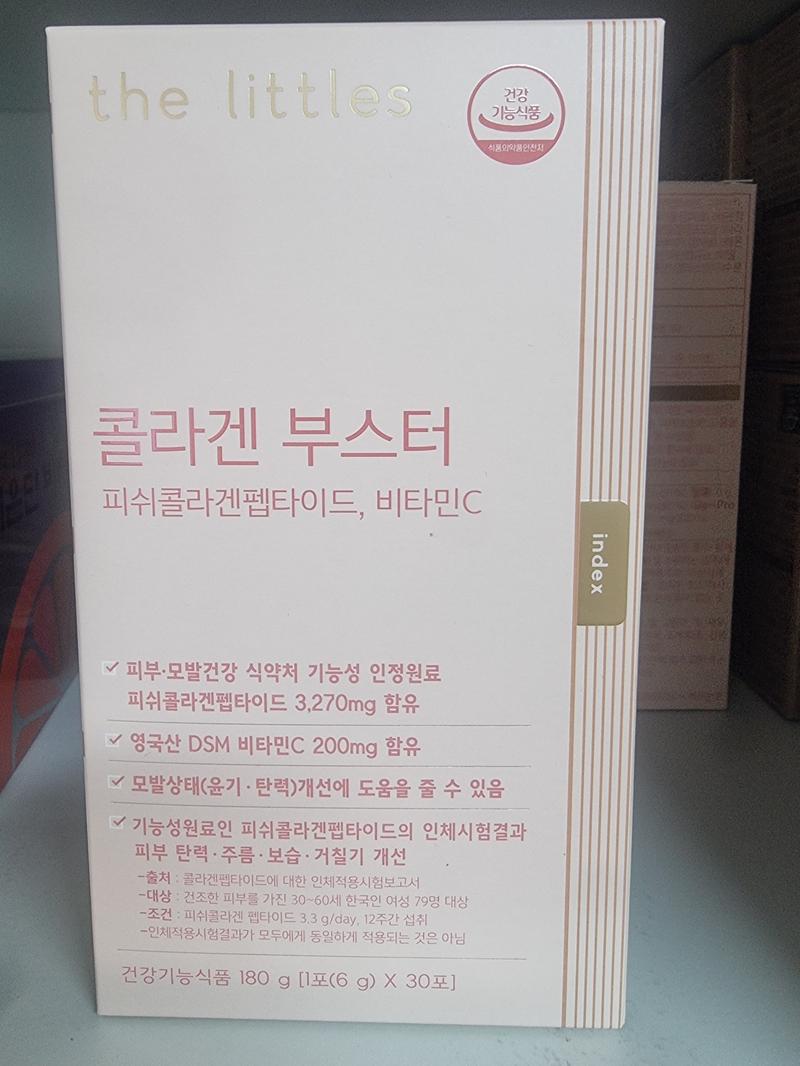 the littles
건강
기능식품
식품의약품안전처
콜라겐 부스터
피쉬콜라겐펩타이드, 비타민C
index
피부·모발건강 식약처 기능성 인정원료
피쉬콜라겐펩타이드 3,270mg 함유
영국산 DSM 비타민C 200mg 함유
모발상태(윤기·탄력)개선에 도움을 줄 수 있음
기능성원료인 피쉬콜라겐펩타이드의 인체시험결과
피부 탄력·주름·보습·거칠기 개선
-출처 : 콜라겐펩타이드에 대한 인체적용시험보고서
-대상 : 건조한 피부를 가진 30~60세 한국인 여성 79명 대상
-조건 : 피쉬콜라겐 펩타이드 3.3 g/day, 12주간 섭취
-인체적용시험결과가 모두에게 동일하게 적용되는 것은 아님
건강기능식품 180 g [1포(6 g) X 30포]